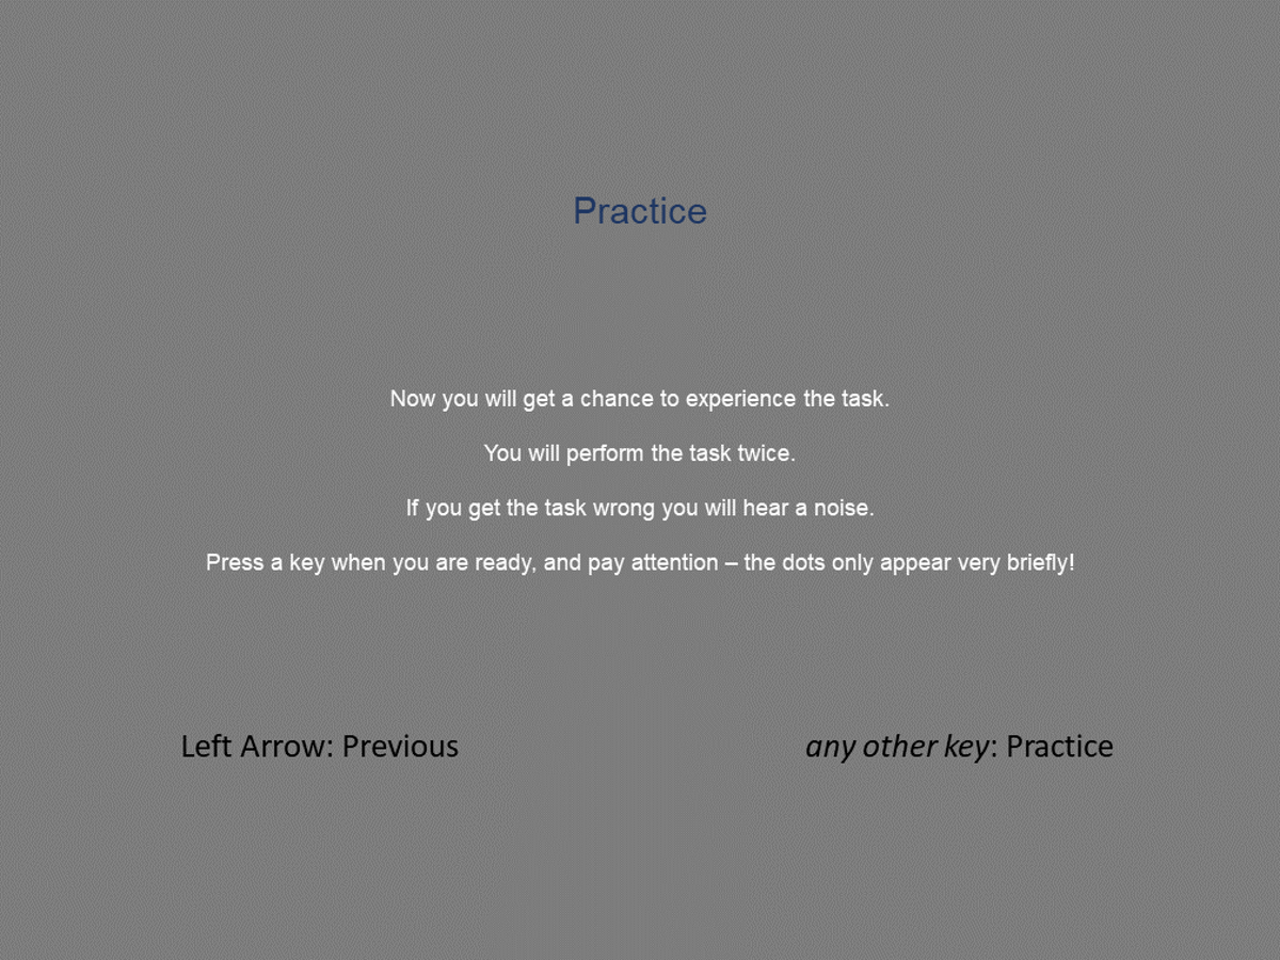 Practice
Now you will get a chance to experience the task.
You will perform the task twice.
If you get the task wrong you will hear a noise.
Press a key when you are ready, and pay attention – the dots only appear very briefly!
Left Arrow: Previous
any other key: Practice